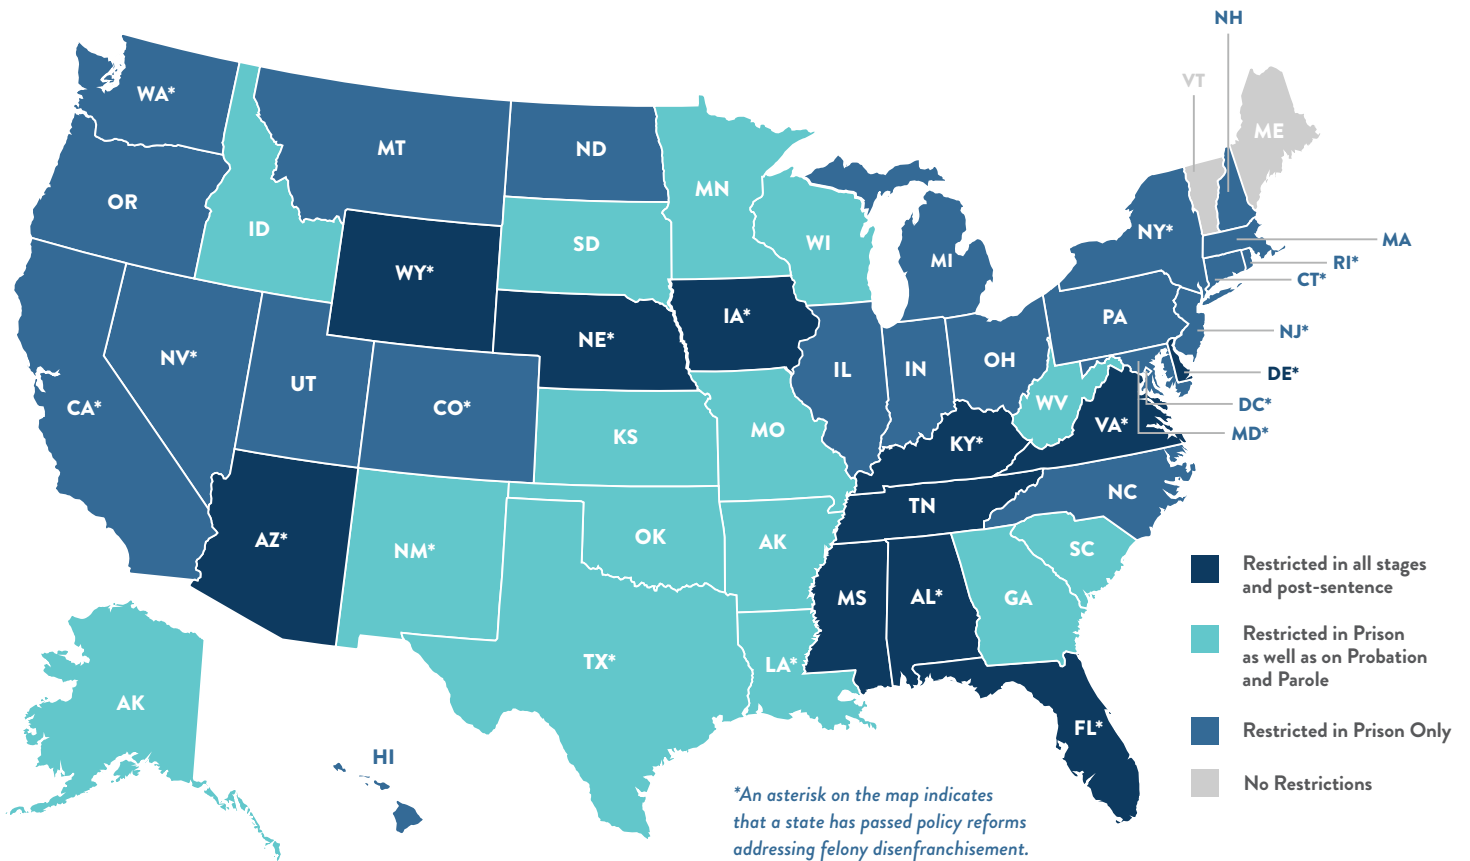 NH
VT
WA*
ME
MT
ND
MN
OR
ID
NY*
MA
SD
WI
MI
RI*
WY*
CT*
IA*
PA
NJ*
NE*
NV*
OH
IL
IN
UT
DE*
CA*
CO*
WV
DC*
MO
VA*
MD*
KS
KY*
NC
TN
AZ*
OK
AK
NM*
SC
MS
AL*
GA
TX*
LA*
AK
FL*
HI
Restricted in all stages
and post-sentence
Restricted in Prison
as well as on Probation
and Parole
Restricted in Prison Only
No Restrictions
*An asterisk on the map indicates
that a state has passed policy reforms
addressing felony disenfranchisement.